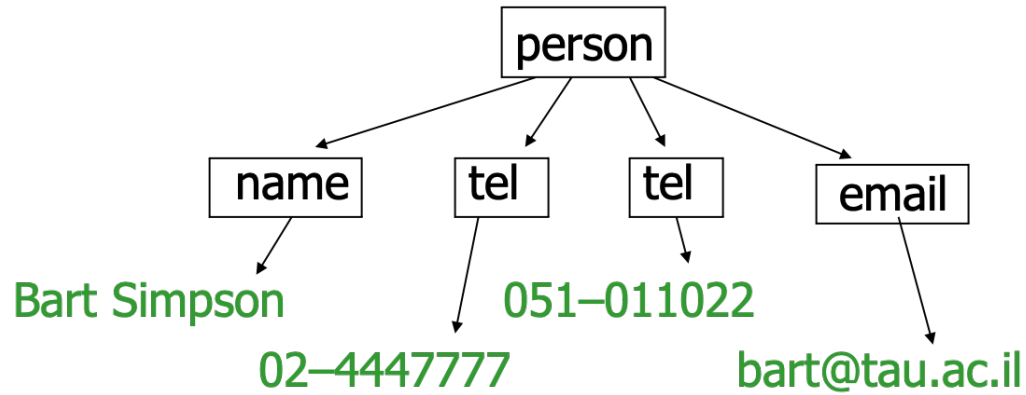 person
name
tel
tel
email
Bart Simpson
051–011022
02–4447777
bart@tau.ac.il